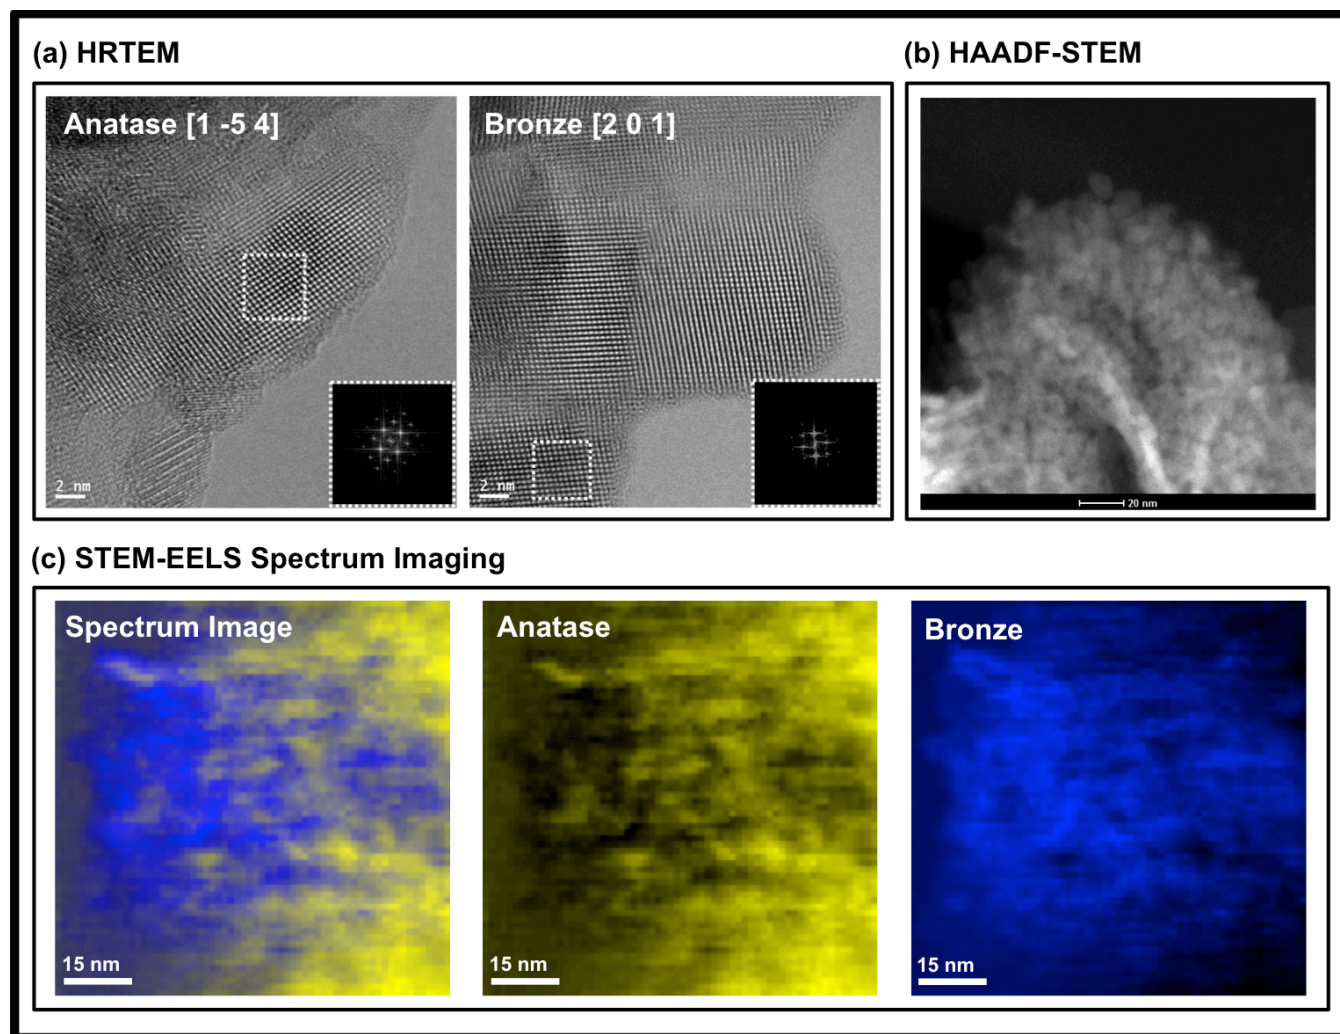 (a) HRTEM
(b) HAADF-STEM
Anatase [1 -5 4]
Bronze [2 0 1]
2 nm
2 nm
20 nm
(c) STEM-EELS Spectrum Imaging
Spectrum Image
Anatase
Bronze
15 nm
15 nm
15 nm